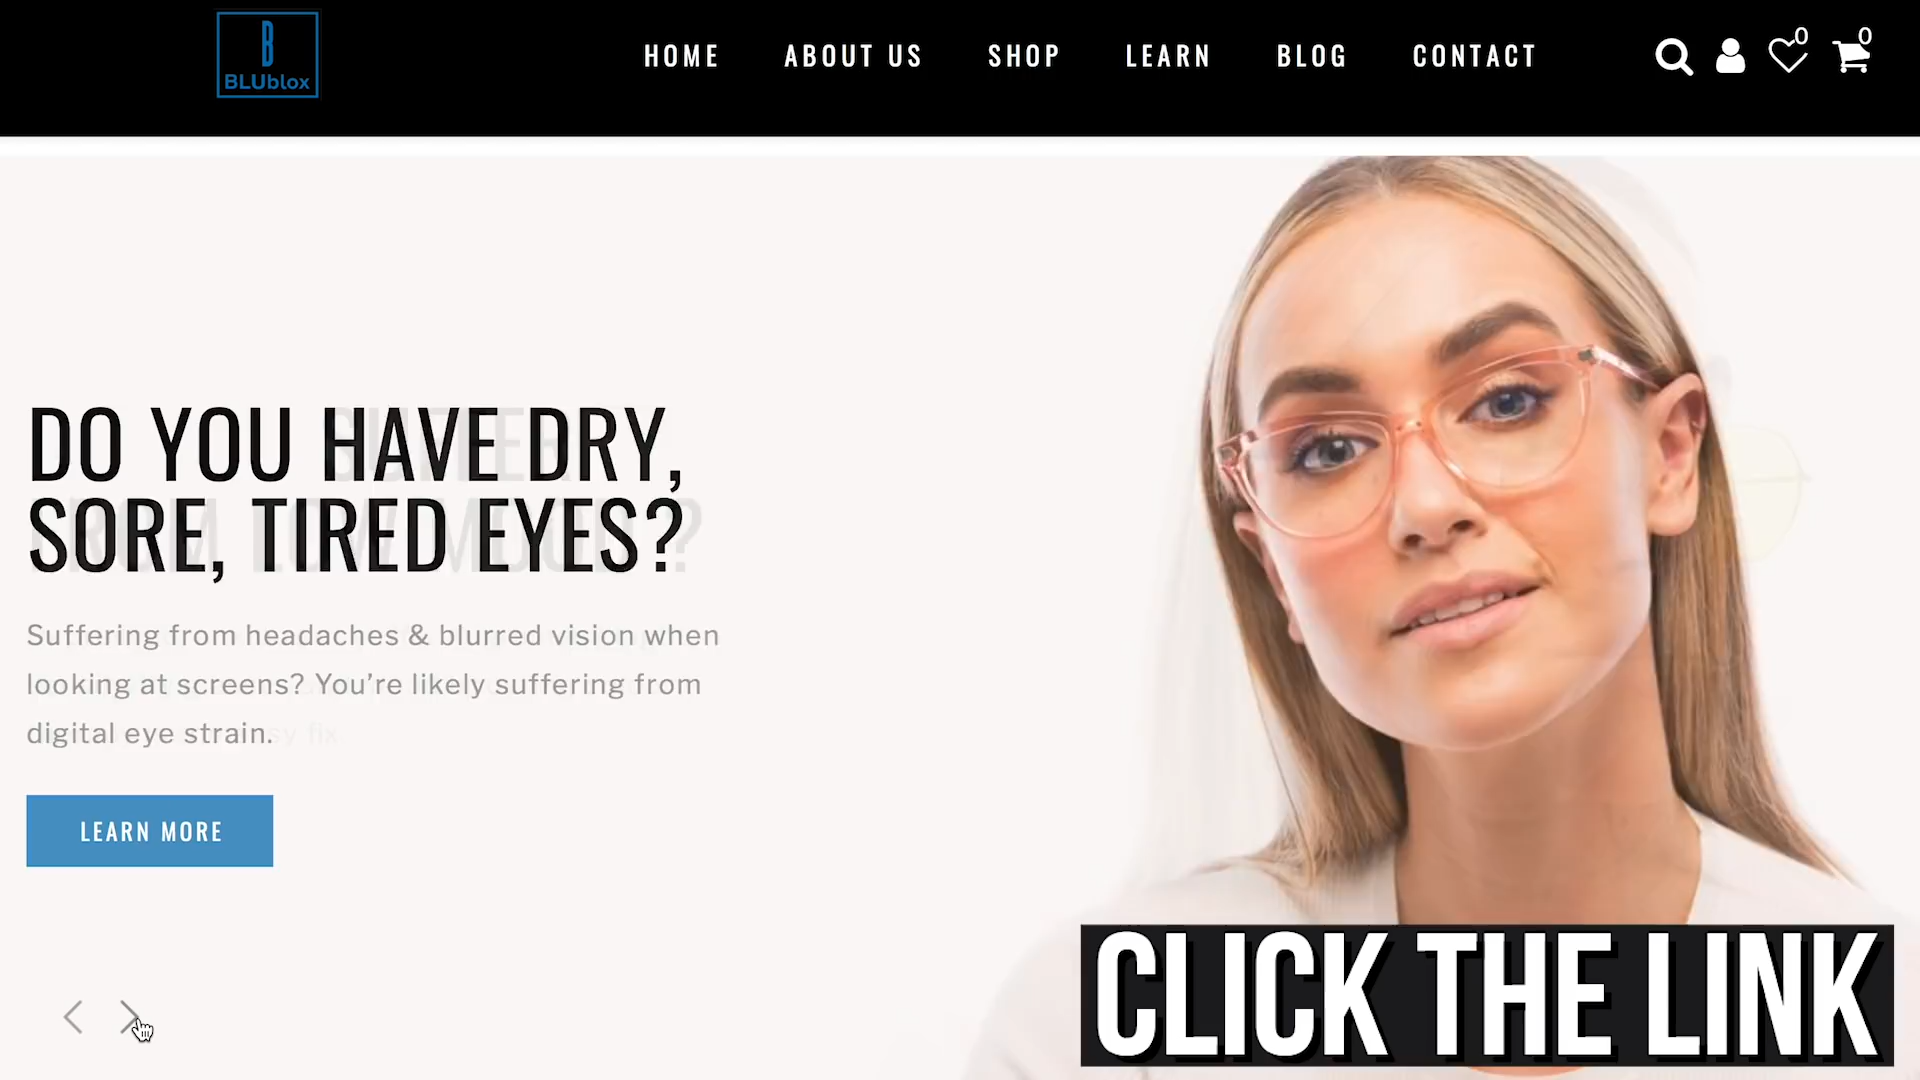 B
BLUblox
HOME ABOUT US SHOP LEARN BLOG CONTACT
0 0
DO YOU HAVE DRY,
SORE, TIRED EYES?
Suffering from headaches & blurred vision when
looking at screens? You’re likely suffering from
digital eye strain.
LEARN MORE
CLICK THE LINK